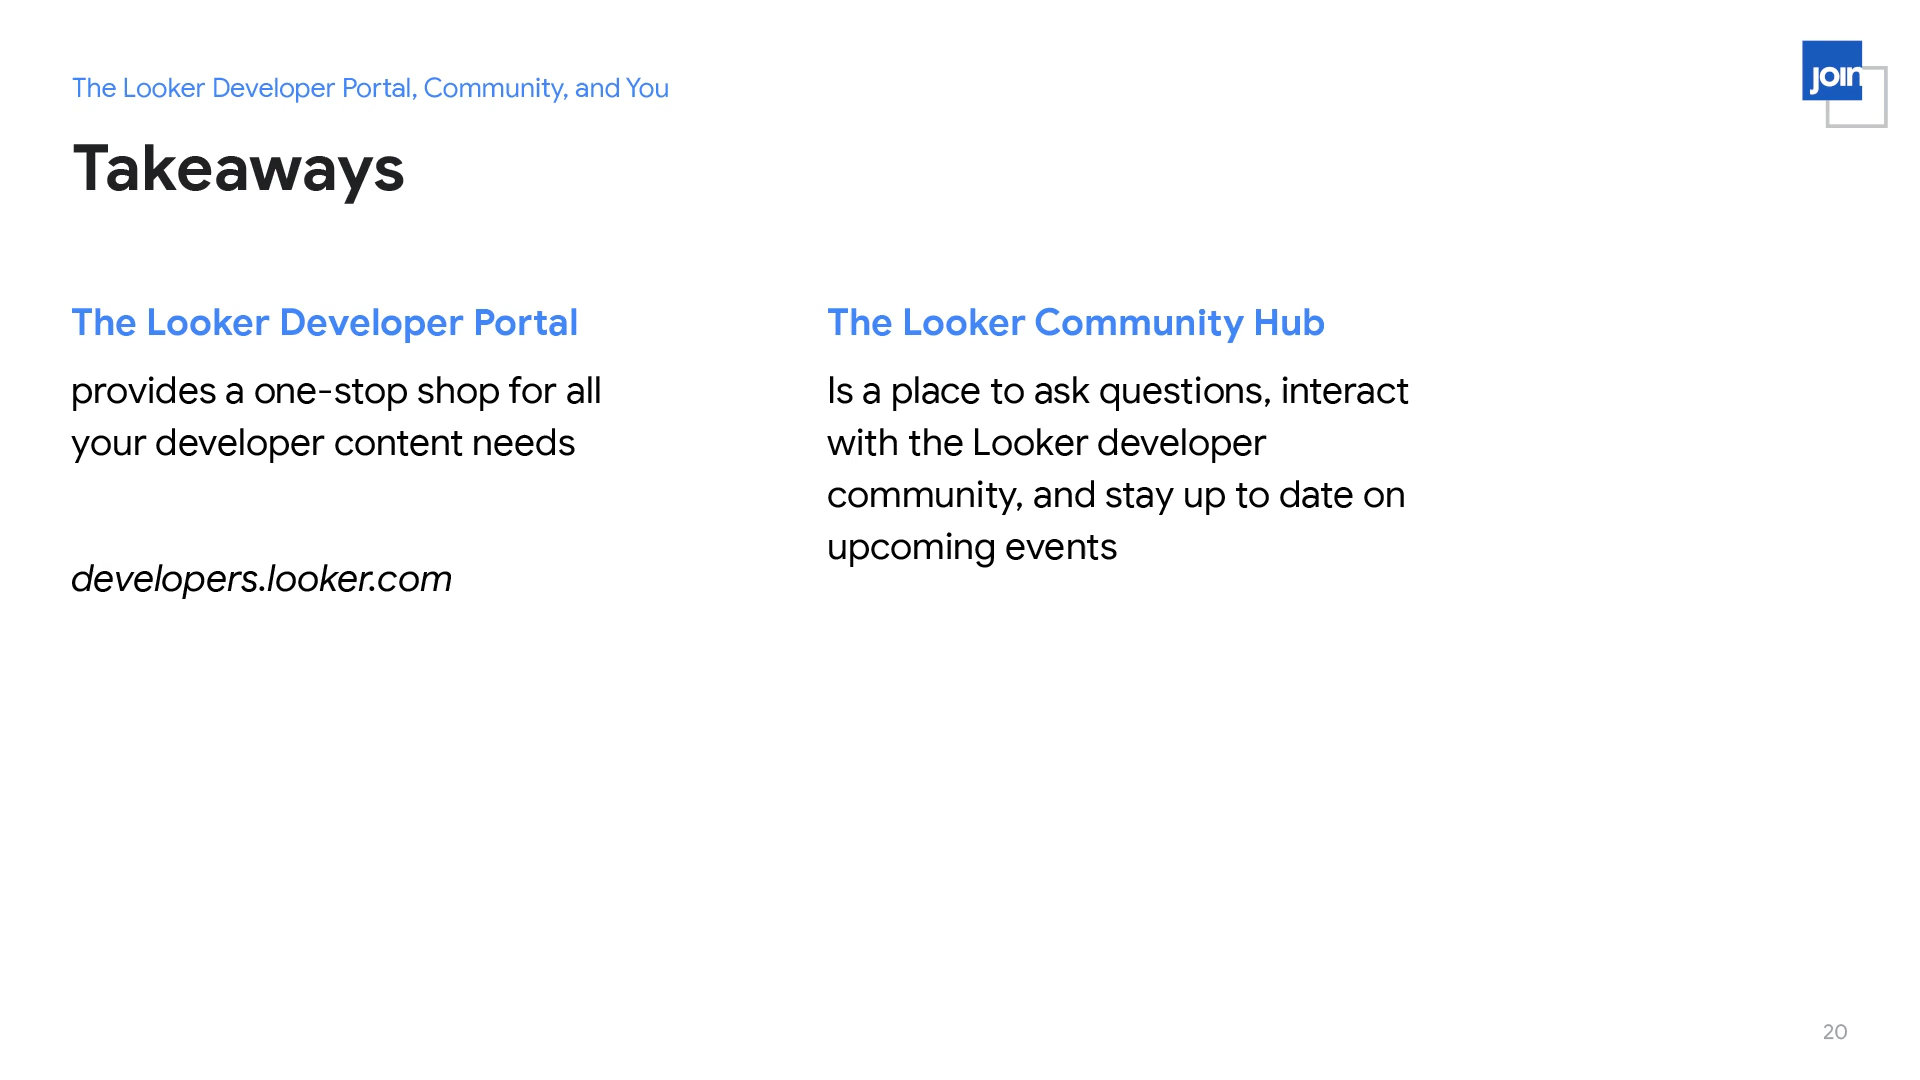 The Looker Developer Portal, Community, and You
join
Takeaways
The Looker Developer Portal
provides a one-stop shop for all
your developer content needs
developers.looker.com
The Looker Community Hub
Is a place to ask questions, interact
with the Looker developer
community, and stay up to date on
upcoming events
20